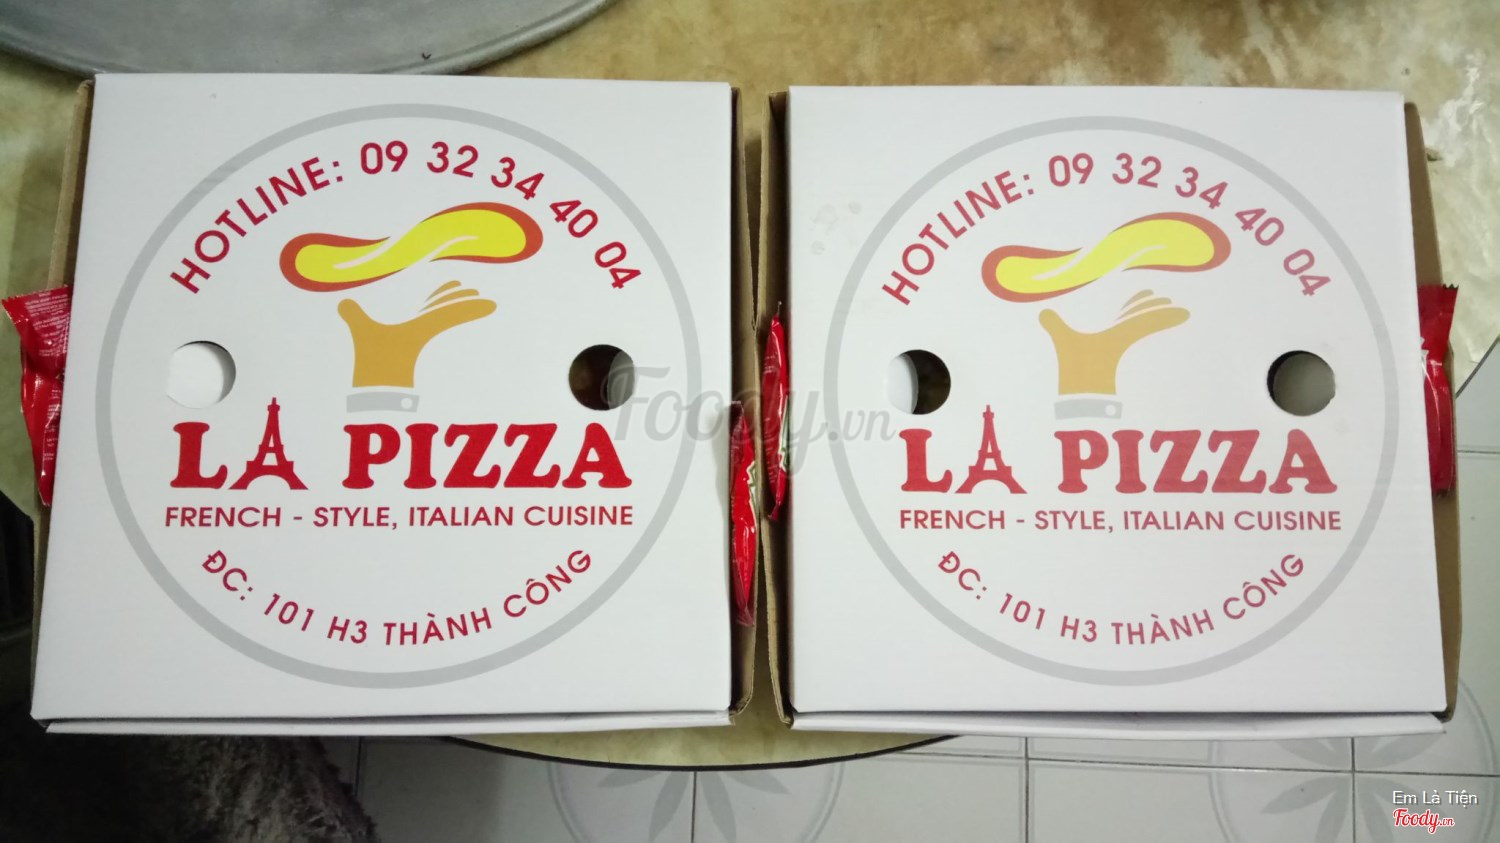 HOTLINE: 09 32 34 40 04
LA PIZZA
FRENCH - STYLE, ITALIAN CUISINE
ĐC: 101 H3 THÀNH CÔNG
HOTLINE: 09 32 34 40 04
LA PIZZA
FRENCH - STYLE, ITALIAN CUISINE
ĐC: 101 H3 THÀNH CÔNG
Foody.vn
Em Là Tiện
Foody.vn